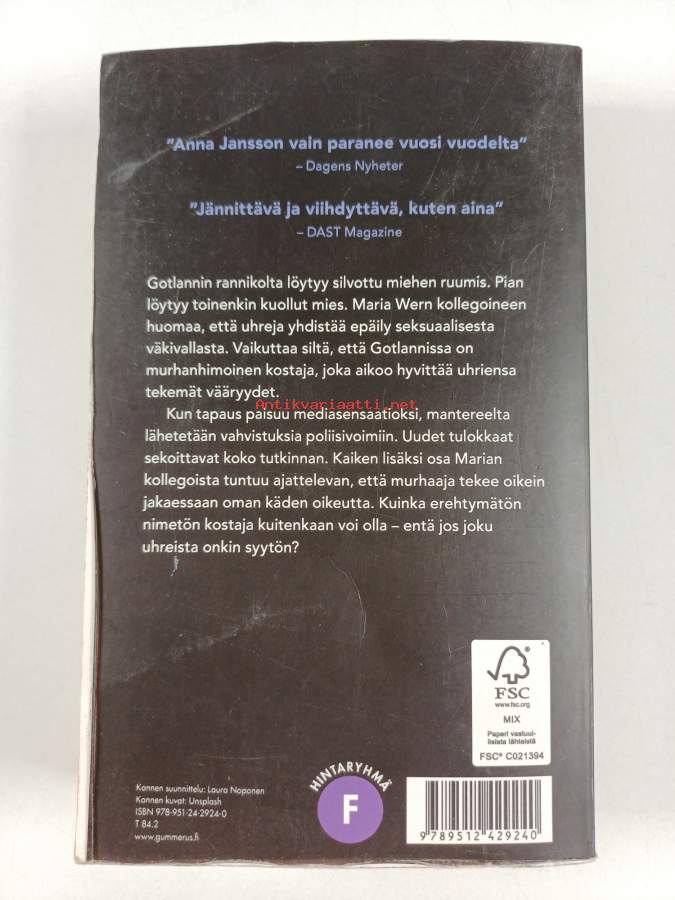 "Anna Jansson vain paranee vuosi vuodelta"
– Dagens Nyheter
"Jännittävä ja viihdyttävä, kuten aina"
– DAST Magazine
Gotlannin rannikolta löytyy silvottu miehen ruumis. Pian
löytyy toinenkin kuollut mies. Maria Wern kollegoineen
huomaa, että uhreja yhdistää epäily seksuaalisesta
väkivallasta. Vaikuttaa siltä, että Gotlannissa on
murhanhimoinen kostaja, joka aikoo hyvittää uhriensa
tekemät vääryydet.
Antikvariaatti.net
Kun tapaus paisuu mediasensaatioksi, mantereelta
lähetetään vahvistuksia poliisivoimiin. Uudet tulokkaat
sekoittavat koko tutkinnan. Kaiken lisäksi osa Marian
kollegoista tuntuu ajattelevan, että murhaaja tekee oikein
jakaessaan oman käden oikeutta. Kuinka erehtymätön
nimetön kostaja kuitenkaan voi olla – entä jos joku
uhreista onkin syytön?
FSC
www.fsc.org
MIX
Paperi vastuul-
lisista lähteistä
FSC® C021394
Kannen suunnittelu: Laura Noponen
Kannen kuvat: Unsplash
ISBN 978-951-24-2924-0
T 84.2
www.gummerus.fi
HINTARYHMÄ
F
9 789512 429240